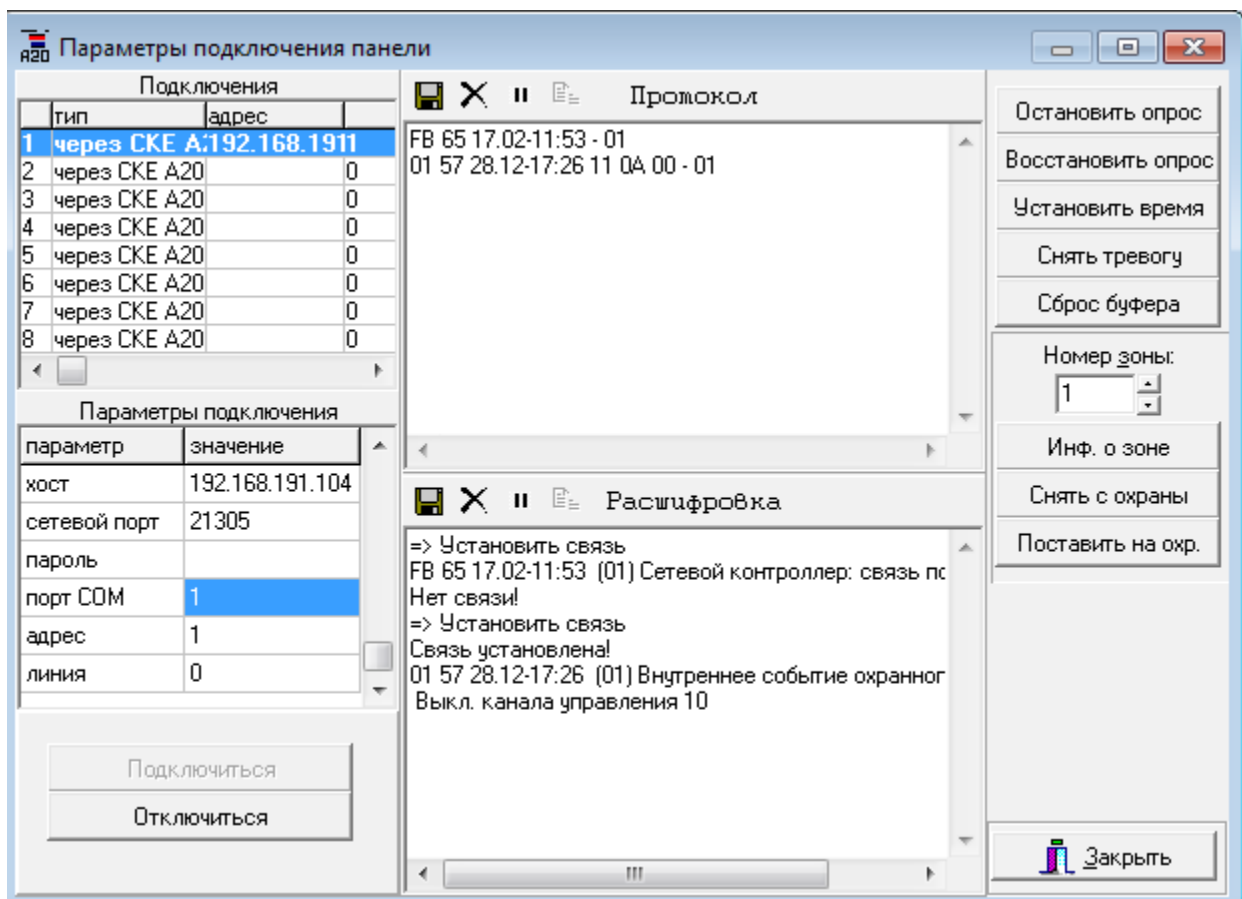 A20 Параметры подключения панели
Подключения
тип адрес
1 через СКЕ А: 192.168.191 1
2 через СКЕ А20 0
3 через СКЕ А20 0
4 через СКЕ А20 0
5 через СКЕ А20 0
6 через СКЕ А20 0
7 через СКЕ А20 0
8 через СКЕ А20 0
Параметры подключения
параметр значение
хост 192.168.191.104
сетевой порт 21305
пароль
порт COM 1
адрес 1
линия 0
Подключиться
Отключиться
Протокол
FB 65 17.02-11:53 - 01
01 57 28.12-17:26 11 0A 00 - 01
Расшифровка
=> Установить связь
FB 65 17.02-11:53 (01) Сетевой контроллер: связь по
Нет связи!
=> Установить связь
Связь установлена!
01 57 28.12-17:26 (01) Внутреннее событие охранног
Выкл. канала управления 10
Остановить опрос
Восстановить опрос
Установить время
Снять тревогу
Сброс буфера
Номер зоны:
1
Инф. о зоне
Снять с охраны
Поставить на охр.
Закрыть